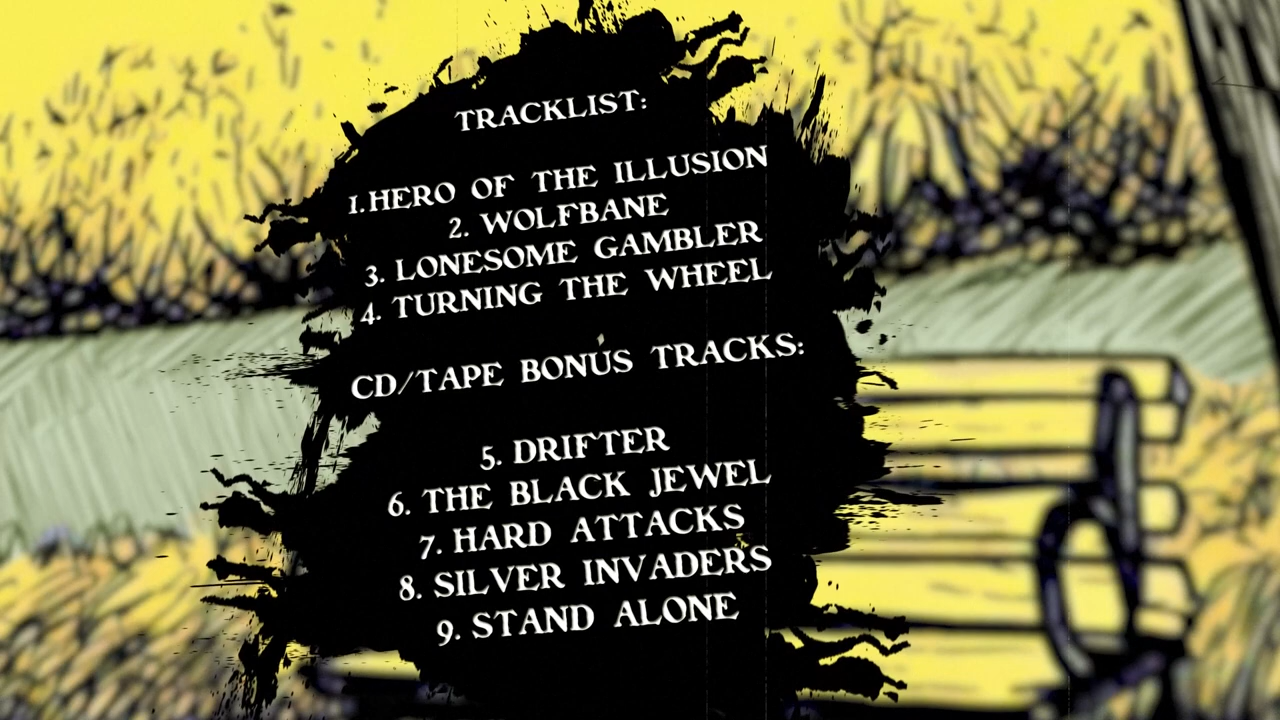 TRACKLIST:
1. HERO OF THE ILLUSION
2. WOLFBANE
3. LONESOME GAMBLER
4. TURNING THE WHEEL
CD/TAPE BONUS TRACKS:
5. DRIFTER
6. THE BLACK JEWEL
7. HARD ATTACKS
8. SILVER INVADERS
9. STAND ALONE